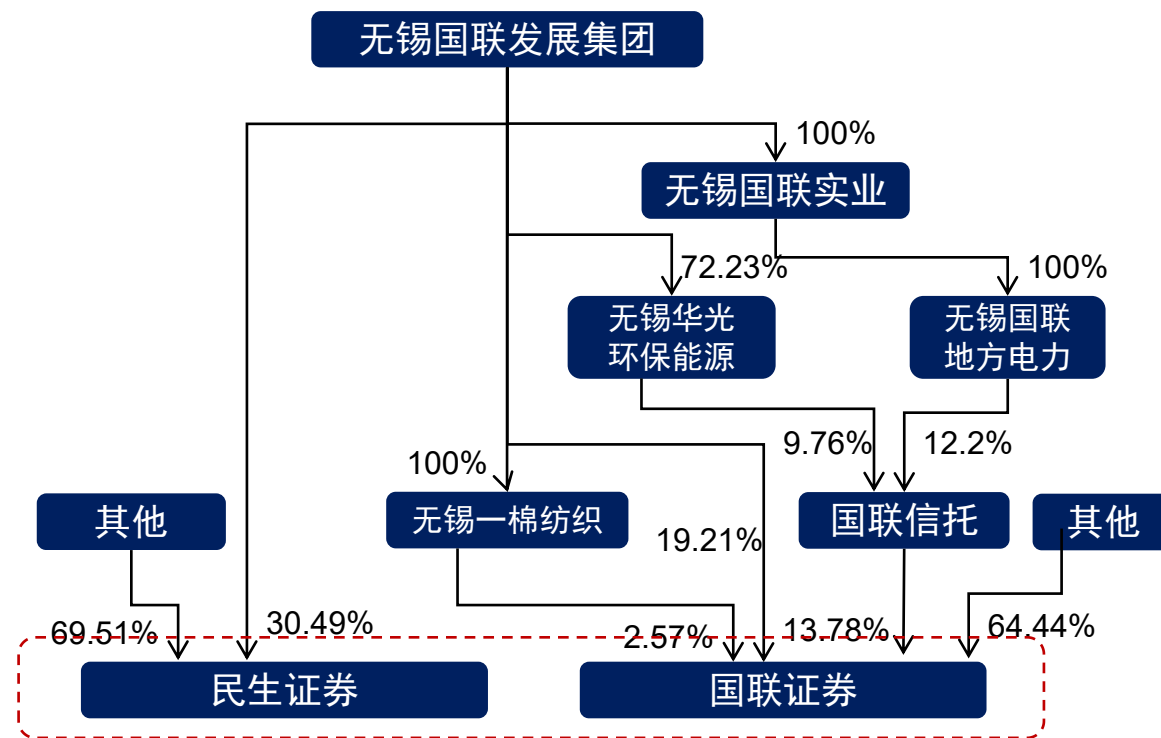 无锡国联发展集团
100%
无锡国联实业
72.23%
100%
无锡华光
环保能源
无锡国联
地方电力
9.76%
12.2%
100%
其他
无锡一棉纺织
国联信托
其他
19.21%
69.51%
30.49%
2.57%
13.78%
64.44%
民生证券
国联证券